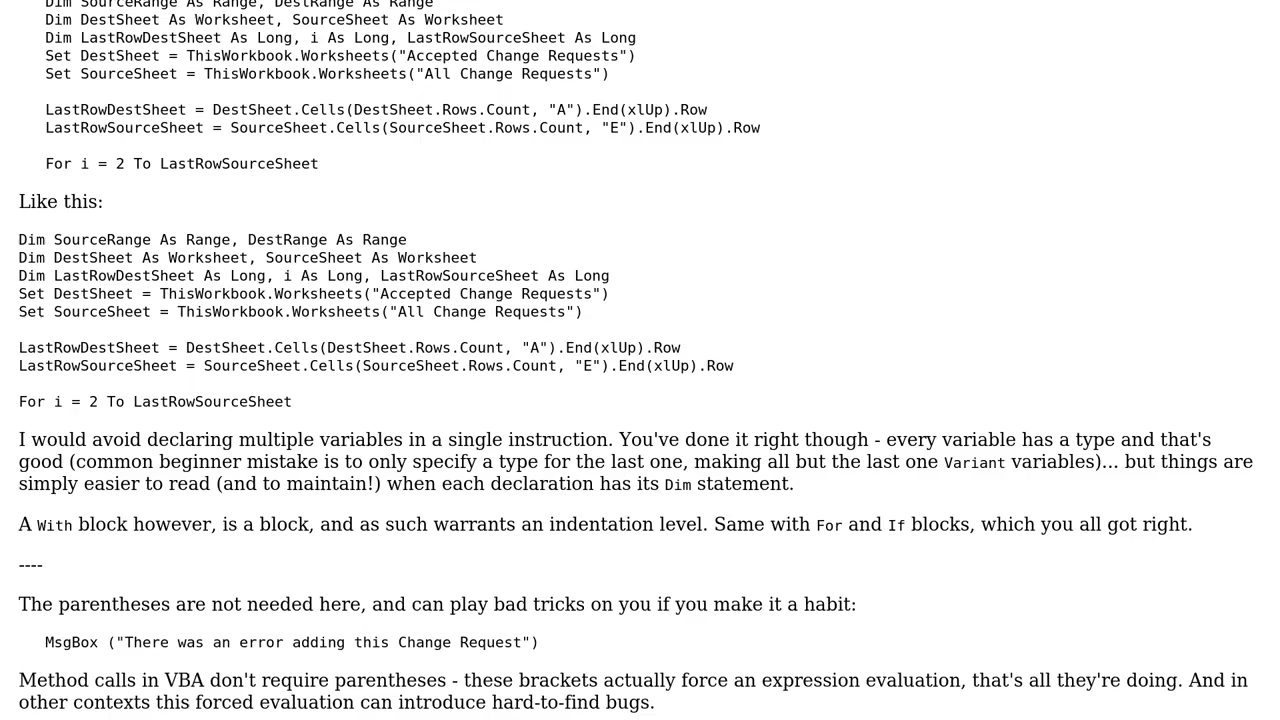 Dim SourceRange As Range, DestRange As Range
Dim DestSheet As Worksheet, SourceSheet As Worksheet
Dim LastRowDestSheet As Long, i As Long, LastRowSourceSheet As Long
Set DestSheet = ThisWorkbook.Worksheets("Accepted Change Requests")
Set SourceSheet = ThisWorkbook.Worksheets("All Change Requests")
LastRowDestSheet = DestSheet.Cells(DestSheet.Rows.Count, "A").End(xlUp).Row
LastRowSourceSheet = SourceSheet.Cells(SourceSheet.Rows.Count, "E").End(xlUp).Row
For i = 2 To LastRowSourceSheet
Like this:
Dim SourceRange As Range, DestRange As Range
Dim DestSheet As Worksheet, SourceSheet As Worksheet
Dim LastRowDestSheet As Long, i As Long, LastRowSourceSheet As Long
Set DestSheet = ThisWorkbook.Worksheets("Accepted Change Requests")
Set SourceSheet = ThisWorkbook.Worksheets("All Change Requests")
LastRowDestSheet = DestSheet.Cells(DestSheet.Rows.Count, "A").End(xlUp).Row
LastRowSourceSheet = SourceSheet.Cells(SourceSheet.Rows.Count, "E").End(xlUp).Row
For i = 2 To LastRowSourceSheet
I would avoid declaring multiple variables in a single instruction. You've done it right though - every variable has a type and that's
good (common beginner mistake is to only specify a type for the last one, making all but the last one Variant variables)... but things are
simply easier to read (and to maintain!) when each declaration has its Dim statement.
A With block however, is a block, and as such warrants an indentation level. Same with For and If blocks, which you all got right.
----
The parentheses are not needed here, and can play bad tricks on you if you make it a habit:
MsgBox ("There was an error adding this Change Request")
Method calls in VBA don't require parentheses - these brackets actually force an expression evaluation, that's all they're doing. And in
other contexts this forced evaluation can introduce hard-to-find bugs.